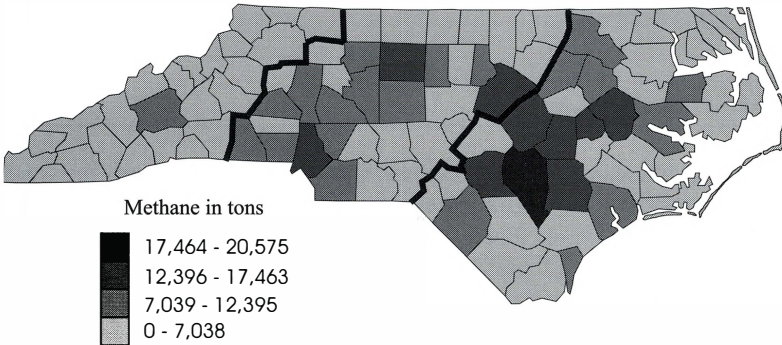 Methane in tons
17,464 - 20,575
12,396 - 17,463
7,039 - 12,395
0 - 7,038